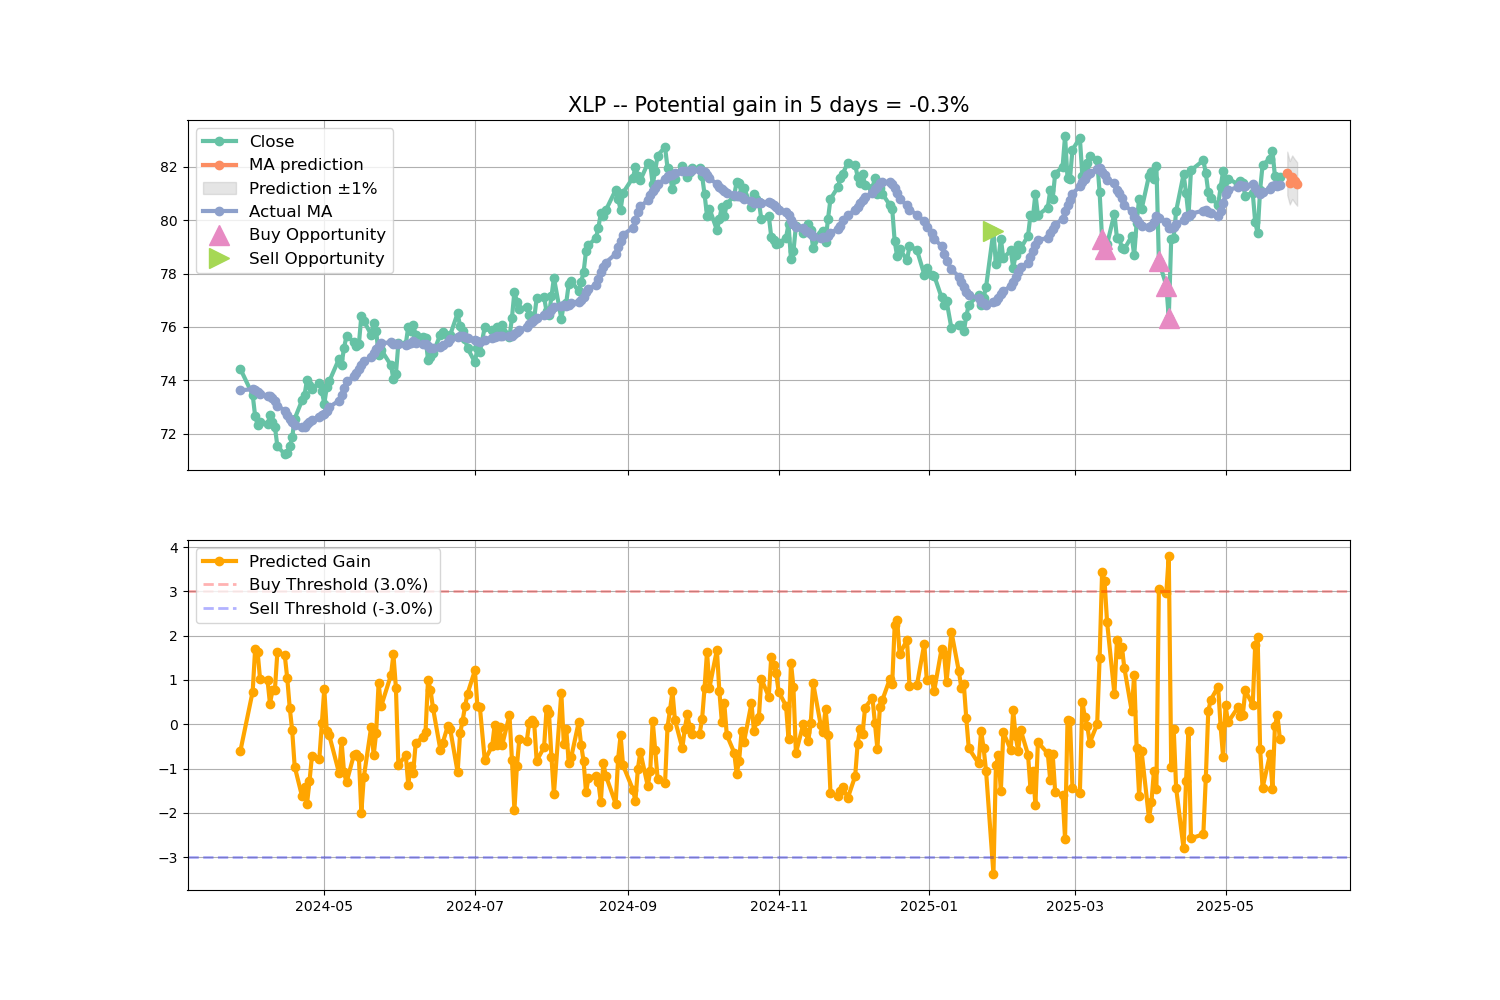 XLP -- Potential gain in 5 days = -0.3%
Close
MA prediction
Prediction ±1%
Actual MA
Buy Opportunity
Sell Opportunity
82
80
78
76
74
72
Predicted Gain
Buy Threshold (3.0%)
Sell Threshold (-3.0%)
4
3
2
1
0
−1
−2
−3
2024-05
2024-07
2024-09
2024-11
2025-01
2025-03
2025-05